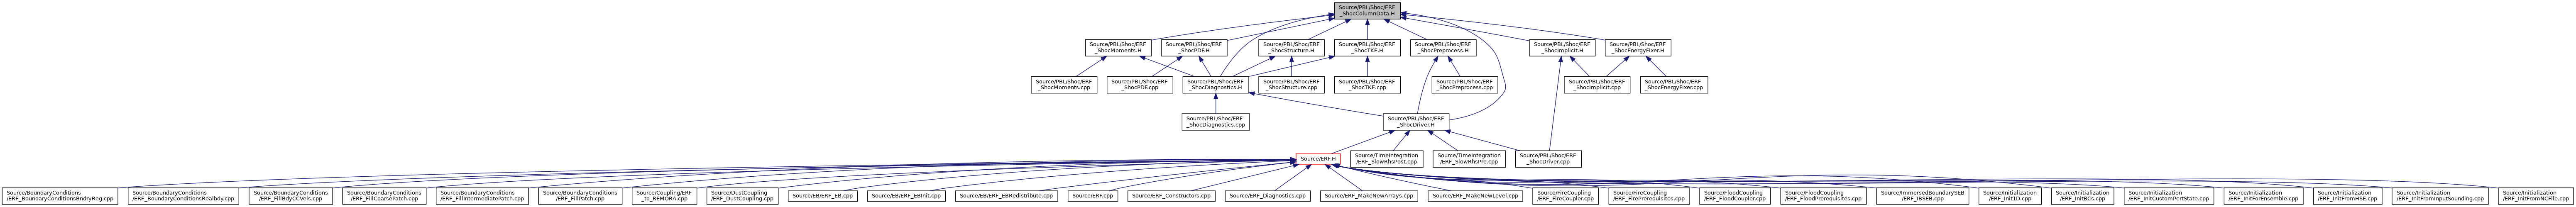 Source/PBL/Shoc/ERF
_ShocColumnData.H
Source/PBL/Shoc/ERF
_ShocMoments.H
Source/PBL/Shoc/ERF
_ShocPDF.H
Source/PBL/Shoc/ERF
_ShocStructure.H
Source/PBL/Shoc/ERF
_ShocTKE.H
Source/PBL/Shoc/ERF
_ShocPreprocess.H
Source/PBL/Shoc/ERF
_ShocImplicit.H
Source/PBL/Shoc/ERF
_ShocEnergyFixer.H
Source/PBL/Shoc/ERF
_ShocMoments.cpp
Source/PBL/Shoc/ERF
_ShocPDF.cpp
Source/PBL/Shoc/ERF
_ShocDiagnostics.H
Source/PBL/Shoc/ERF
_ShocStructure.cpp
Source/PBL/Shoc/ERF
_ShocTKE.cpp
Source/PBL/Shoc/ERF
_ShocPreprocess.cpp
Source/PBL/Shoc/ERF
_ShocImplicit.cpp
Source/PBL/Shoc/ERF
_ShocEnergyFixer.cpp
Source/PBL/Shoc/ERF
_ShocDiagnostics.cpp
Source/PBL/Shoc/ERF
_ShocDriver.H
Source/ERF.H
Source/TimeIntegration
/ERF_SlowRhsPost.cpp
Source/TimeIntegration
/ERF_SlowRhsPre.cpp
Source/PBL/Shoc/ERF
_ShocDriver.cpp
Source/BoundaryConditions
/ERF_BoundaryConditionsBndryReg.cpp
Source/BoundaryConditions
/ERF_BoundaryConditionsRealbdy.cpp
Source/BoundaryConditions
/ERF_FillBdyCCVels.cpp
Source/BoundaryConditions
/ERF_FillCoarsePatch.cpp
Source/BoundaryConditions
/ERF_FillIntermediatePatch.cpp
Source/BoundaryConditions
/ERF_FillPatch.cpp
Source/Coupling/ERF
_to_REMORA.cpp
Source/DustCoupling
/ERF_DustCoupling.cpp
Source/EB/ERF_EB.cpp
Source/EB/ERF_EBInit.cpp
Source/EB/ERF_EBRedistribute.cpp
Source/ERF.cpp
Source/ERF_Constructors.cpp
Source/ERF_Diagnostics.cpp
Source/ERF_MakeNewArrays.cpp
Source/ERF_MakeNewLevel.cpp
Source/FireCoupling
/ERF_FireCoupler.cpp
Source/FireCoupling
/ERF_FirePrerequisites.cpp
Source/FloodCoupling
/ERF_FloodCoupler.cpp
Source/FloodCoupling
/ERF_FloodPrerequisites.cpp
Source/ImmersedBoundarySEB
/ERF_IBSEB.cpp
Source/Initialization
/ERF_Init1D.cpp
Source/Initialization
/ERF_InitBCs.cpp
Source/Initialization
/ERF_InitCustomPertState.cpp
Source/Initialization
/ERF_InitForEnsemble.cpp
Source/Initialization
/ERF_InitFromHSE.cpp
Source/Initialization
/ERF_InitFromInputSounding.cpp
Source/Initialization
/ERF_InitFromNCFile.cpp